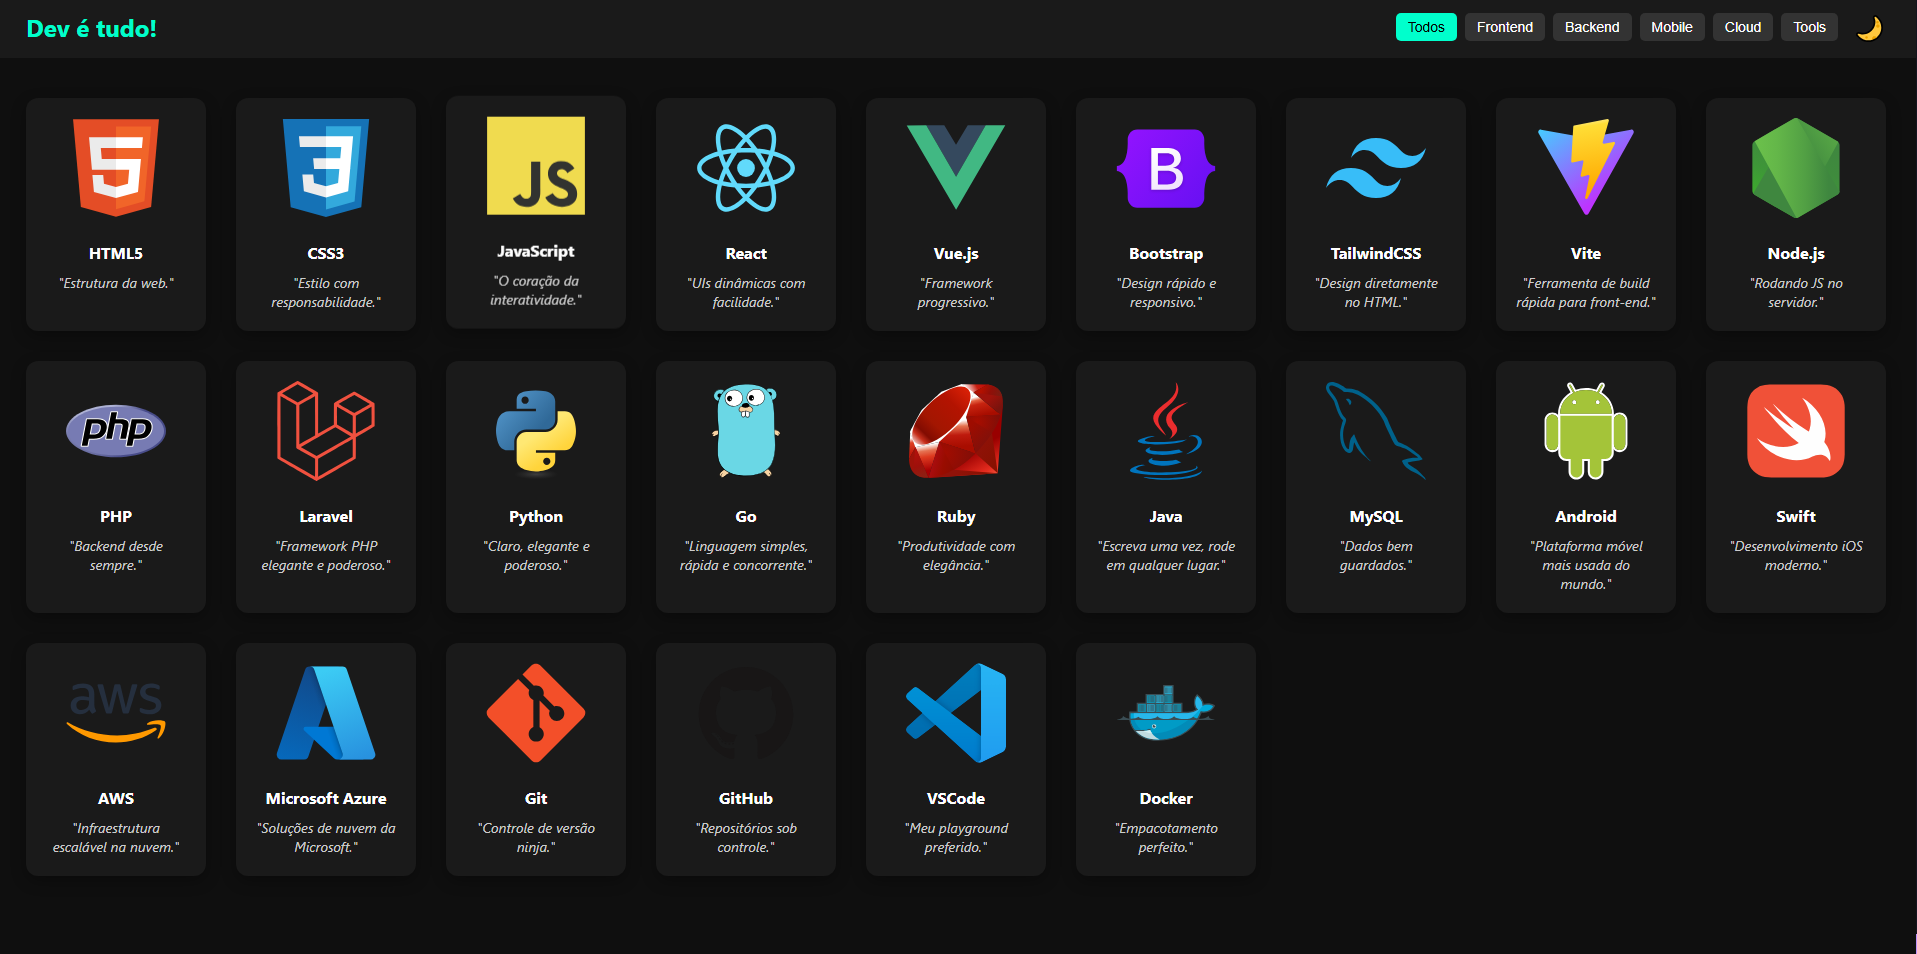 Dev é tudo!
Todos
Frontend
Backend
Mobile
Cloud
Tools
5
HTML5
"Estrutura da web."
3
CSS3
"Estilo com
responsabilidade."
JS
JavaScript
"O coração da
interatividade."
React
"UIs dinâmicas com
facilidade."
Vue.js
"Framework
progressivo."
B
Bootstrap
"Design rápido e
responsivo."
TailwindCSS
"Design diretamente
no HTML."
Vite
"Ferramenta de build
rápida para front-end."
Node.js
"Rodando JS no
servidor."
php
PHP
"Backend desde
sempre."
Laravel
"Framework PHP
elegante e poderoso."
Python
"Claro, elegante e
poderoso."
Go
"Linguagem simples,
rápida e concorrente."
Ruby
"Produtividade com
elegância."
Java
"Escreva uma vez, rode
em qualquer lugar."
MySQL
"Dados bem
guardados."
Android
"Plataforma móvel
mais usada do
mundo."
Swift
"Desenvolvimento iOS
moderno."
aws
AWS
"Infraestrutura
escalável na nuvem."
Microsoft Azure
"Soluções de nuvem da
Microsoft."
Git
"Controle de versão
ninja."
GitHub
"Repositórios sob
controle."
VSCode
"Meu playground
preferido."
Docker
"Empacotamento
perfeito."